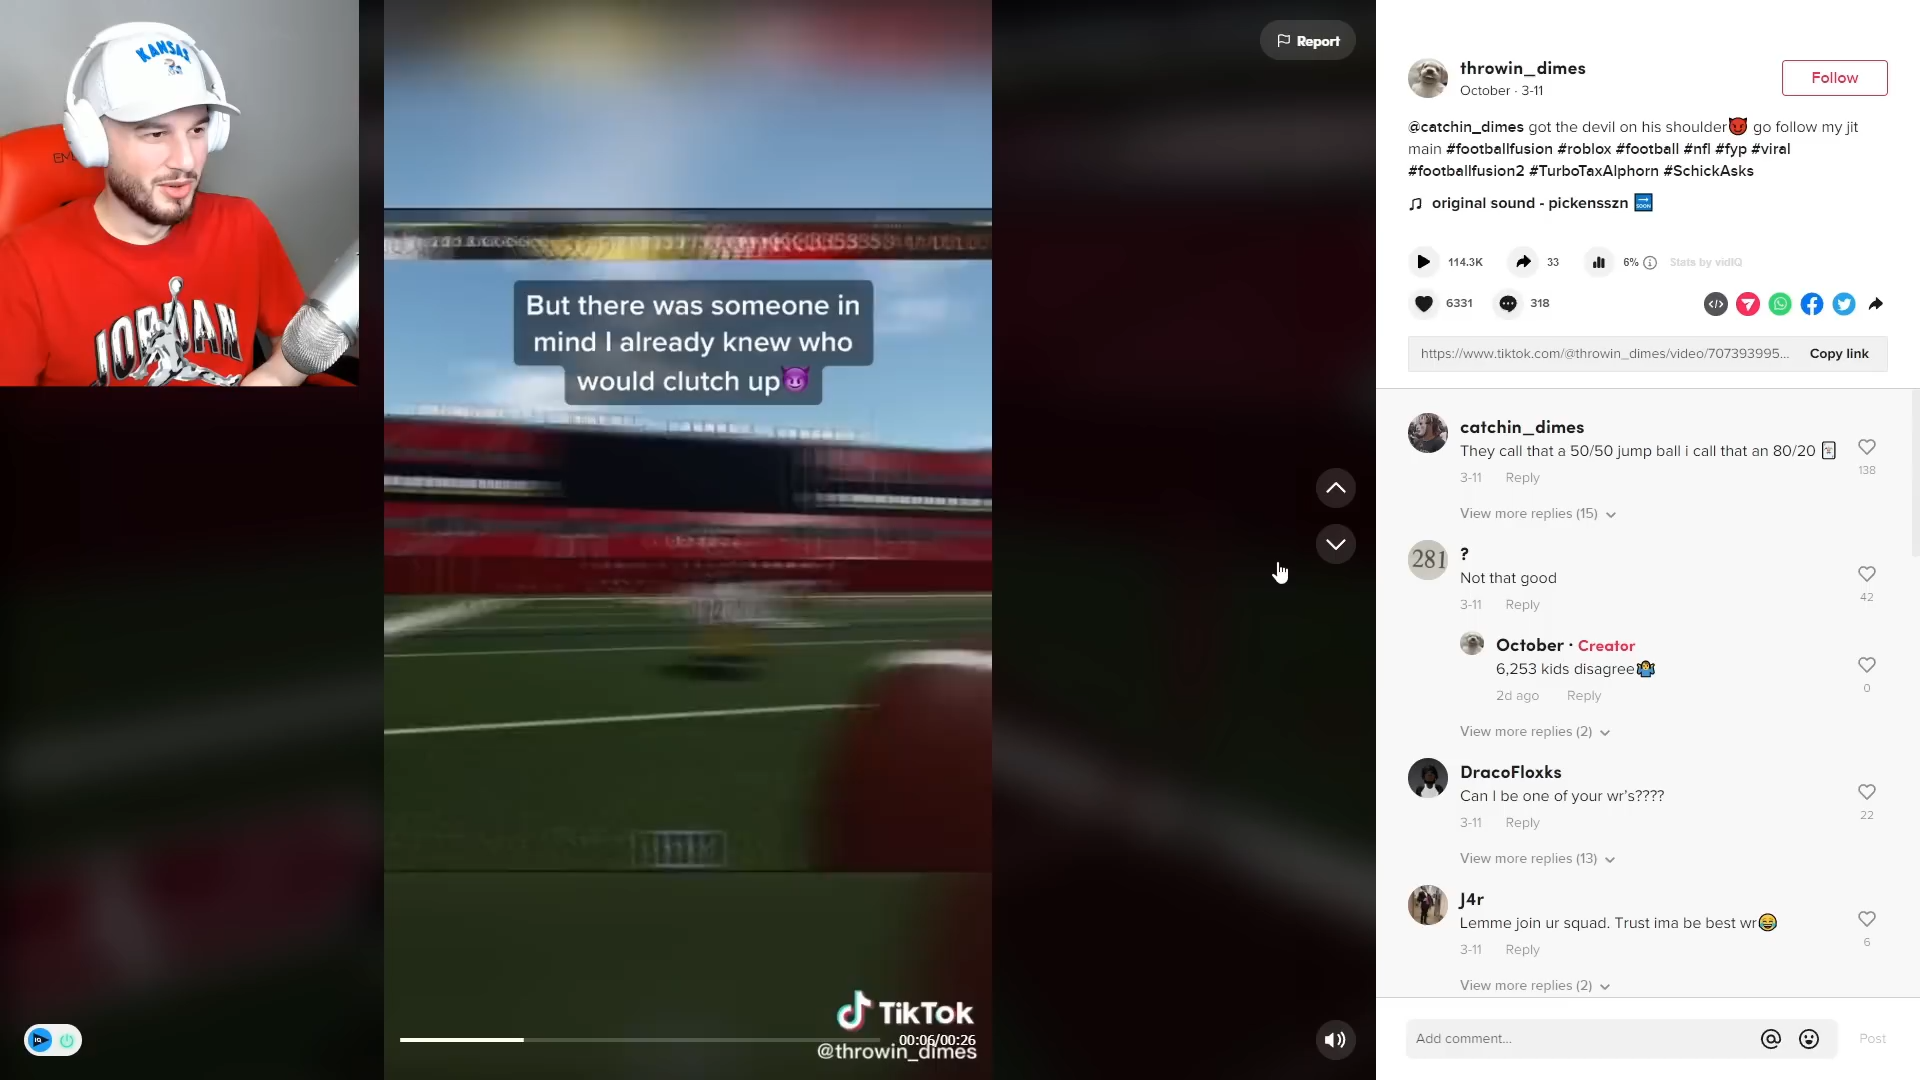 KANSAS
JORDAN
Report
But there was someone in
mind I already knew who
would clutch up😈
TikTok
00:06/00:26
@throwin_dimes
throwin_dimes
October · 3-11
Follow
@catchin_dimes got the devil on his shoulder👿 go follow my jit
main #footballfusion #roblox #football #nfl #fyp #viral
#footballfusion2 #TurboTaxAlphorn #SchickAsks
original sound - pickensszn 🔜
114.3K
33
6%
Stats by vidIQ
6331
318
https://www.tiktok.com/@throwin_dimes/video/707393995...
Copy link
catchin_dimes
They call that a 50/50 jump ball i call that an 80/20 🃏
138
3-11 Reply
View more replies (15)
281
?
Not that good
42
3-11 Reply
October · Creator
6,253 kids disagree🤷
0
2d ago Reply
View more replies (2)
DracoFloxks
Can I be one of your wr's????
22
3-11 Reply
View more replies (13)
J4r
Lemme join ur squad. Trust ima be best wr😂
6
3-11 Reply
View more replies (2)
Add comment...
Post